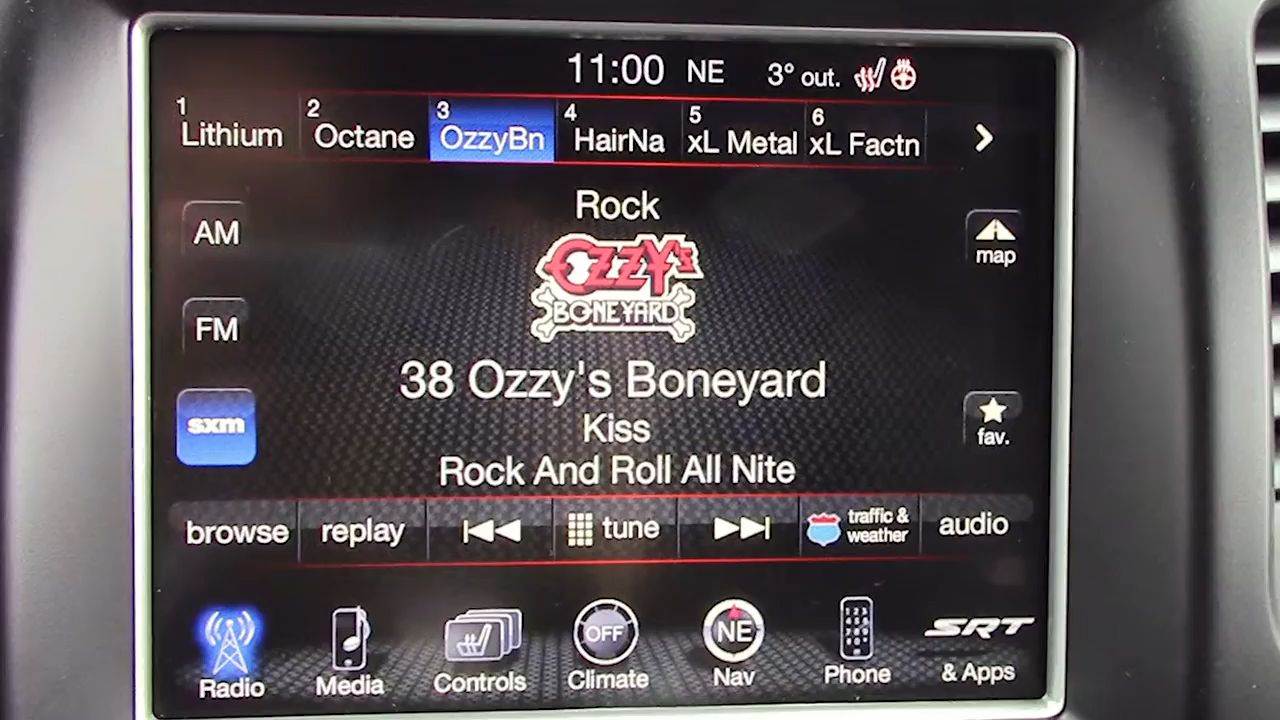 11:00 NE 3° out.
1 Lithium 2 Octane 3 OzzyBn 4 HairNa 5 xL Metal 6 xL Factn
Rock
AM
OZZY'S
map
BONEYARD
FM
38 Ozzy's Boneyard
sxm
Kiss
fav.
Rock And Roll All Nite
browse replay tune traffic & weather audio
OFF NE SRT
Radio Media Controls Climate Nav Phone & Apps